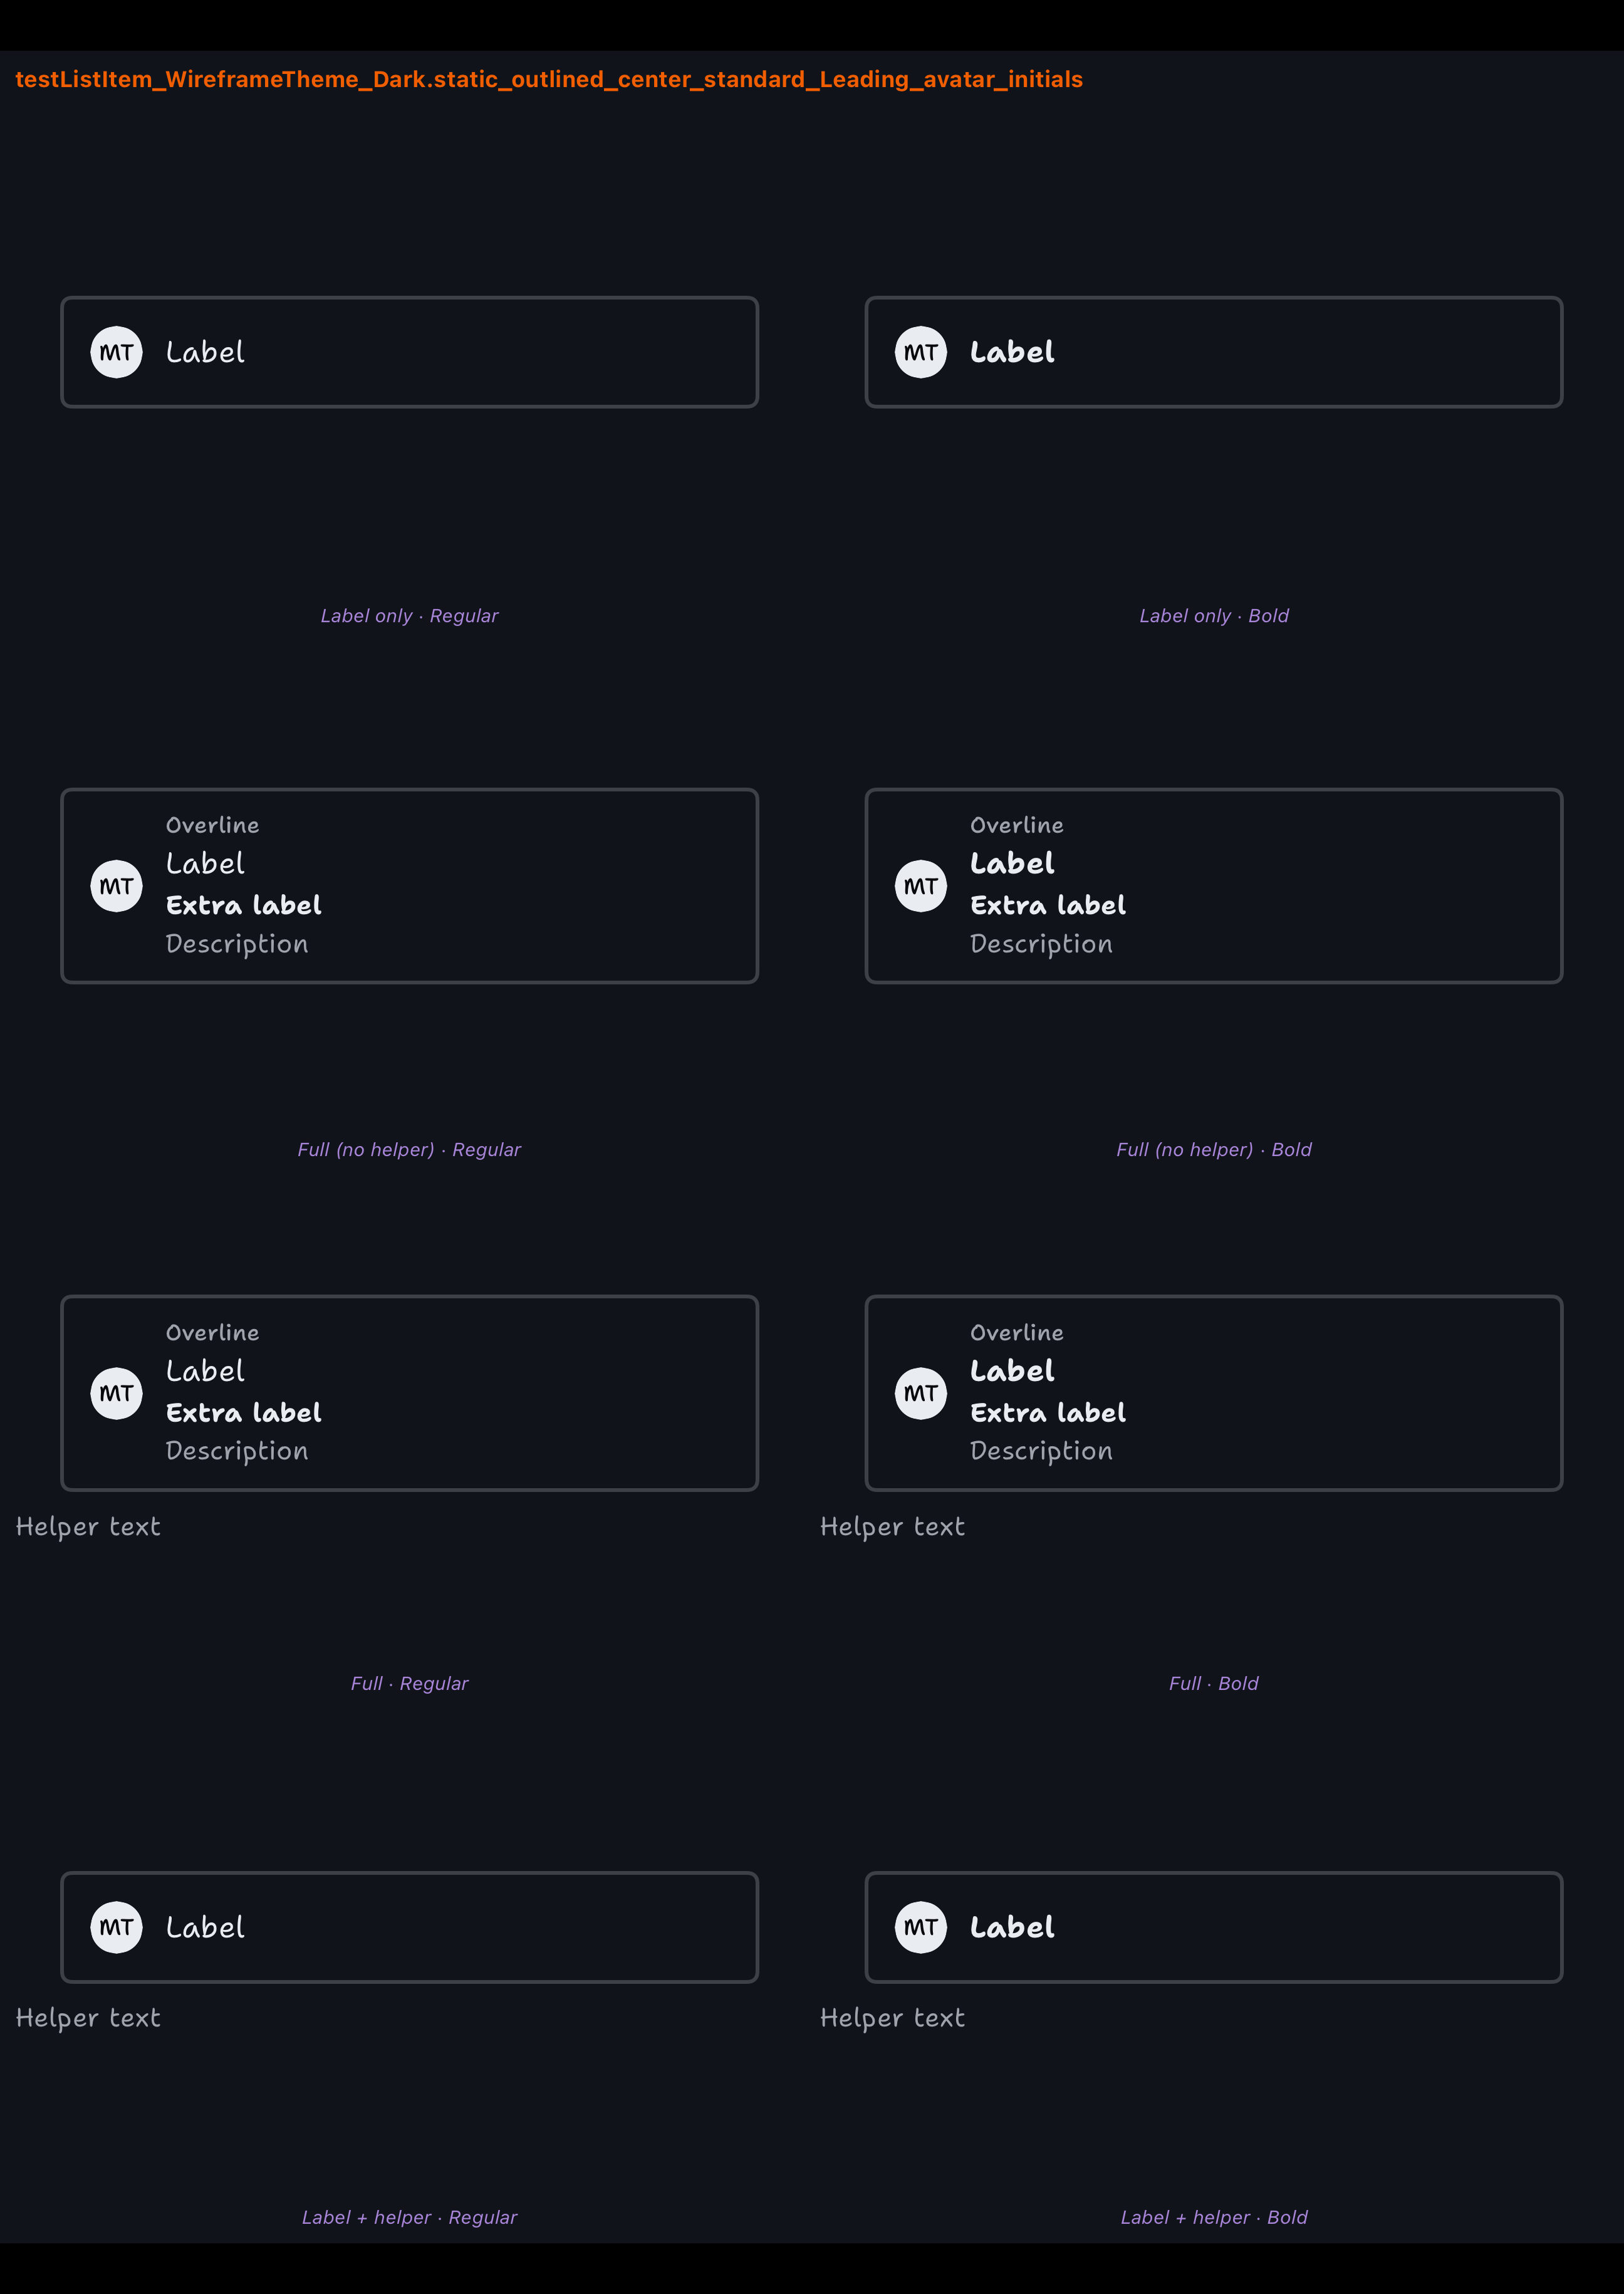 testListItem_WireframeTheme_Dark.static_outlined_center_standard_Leading_avatar_initials
MT Label
MT Label
Label only · Regular
Label only · Bold
Overline
Label
MT
Extra label
Description
Overline
Label
MT
Extra label
Description
Full (no helper) · Regular
Full (no helper) · Bold
Overline
Label
MT
Extra label
Description
Helper text
Overline
Label
MT
Extra label
Description
Helper text
Full · Regular
Full · Bold
MT Label
Helper text
MT Label
Helper text
Label + helper · Regular
Label + helper · Bold